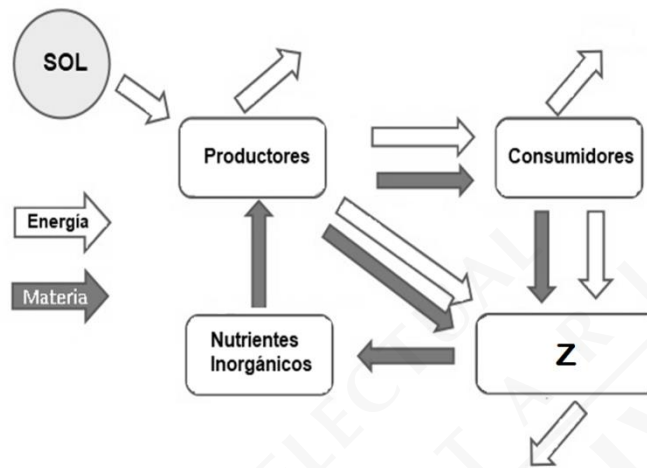 SOL
Productores
Consumidores
Energía
Materia
Nutrientes
Inorgánicos
Z